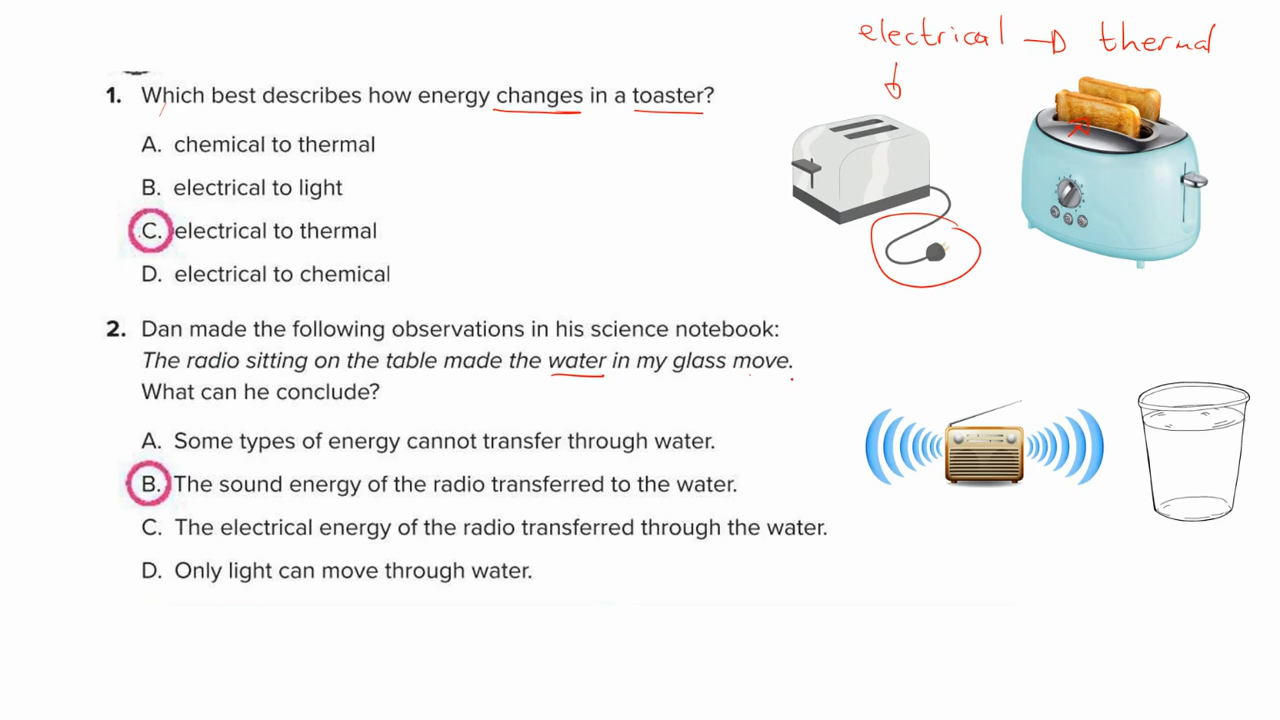 electrical → thermal
1. Which best describes how energy changes in a toaster?
A. chemical to thermal
B. electrical to light
C. electrical to thermal
D. electrical to chemical
2. Dan made the following observations in his science notebook:
The radio sitting on the table made the water in my glass move.
What can he conclude?
A. Some types of energy cannot transfer through water.
B. The sound energy of the radio transferred to the water.
C. The electrical energy of the radio transferred through the water.
D. Only light can move through water.